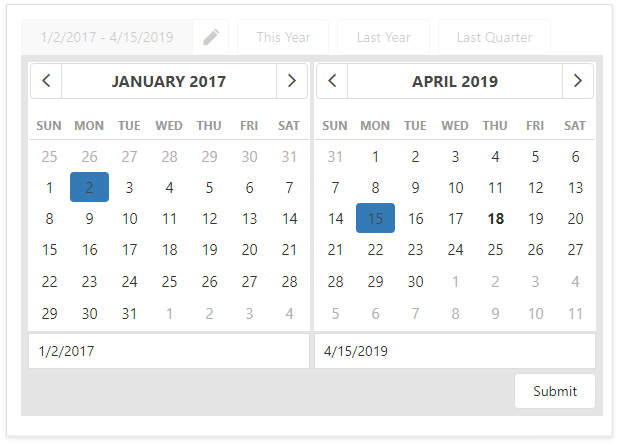 1/2/2017 - 4/15/2019 This Year Last Year Last Quarter
JANUARY 2017
SUN MON TUE WED THU FRI SAT
25 26 27 28 29 30 31
1 2 3 4 5 6 7
8 9 10 11 12 13 14
15 16 17 18 19 20 21
22 23 24 25 26 27 28
29 30 31 1 2 3 4
1/2/2017
APRIL 2019
SUN MON TUE WED THU FRI SAT
31 1 2 3 4 5 6
7 8 9 10 11 12 13
14 15 16 17 18 19 20
21 22 23 24 25 26 27
28 29 30 1 2 3 4
5 6 7 8 9 10 11
4/15/2019
Submit